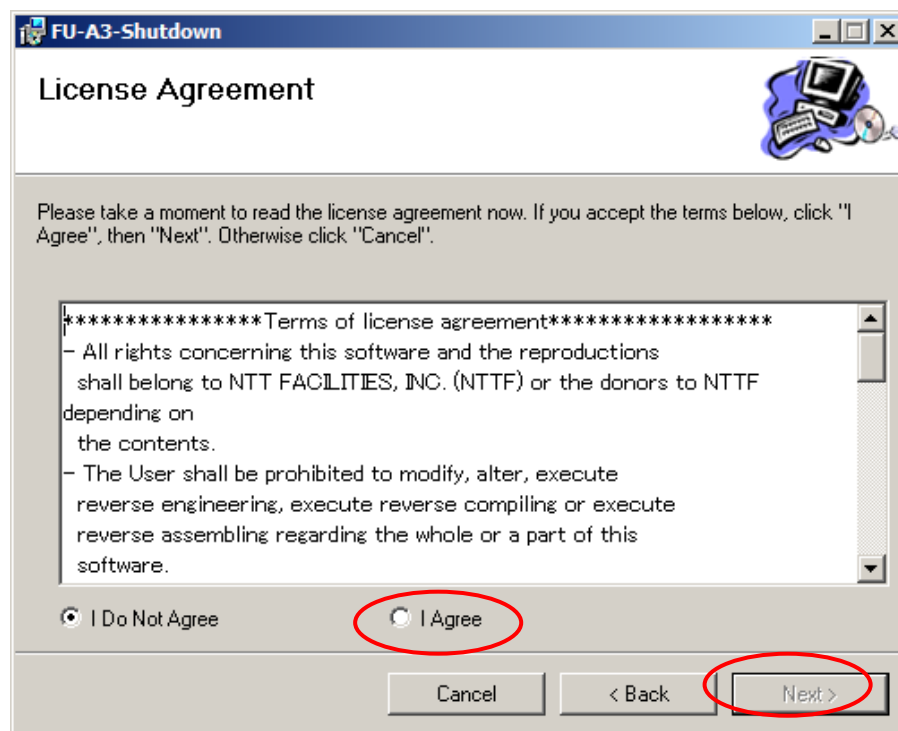 FU-A3-Shutdown
License Agreement
Please take a moment to read the license agreement now. If you accept the terms below, click "I
Agree", then "Next". Otherwise click "Cancel".
****************Terms of license agreement******************
- All rights concerning this software and the reproductions
shall belong to NTT FACILITIES, INC. (NTTF) or the donors to NTTF
depending on
the contents.
- The User shall be prohibited to modify, alter, execute
reverse engineering, execute reverse compiling or execute
reverse assembling regarding the whole or a part of this
software.
I Do Not Agree
I Agree
Cancel
< Back
Next >